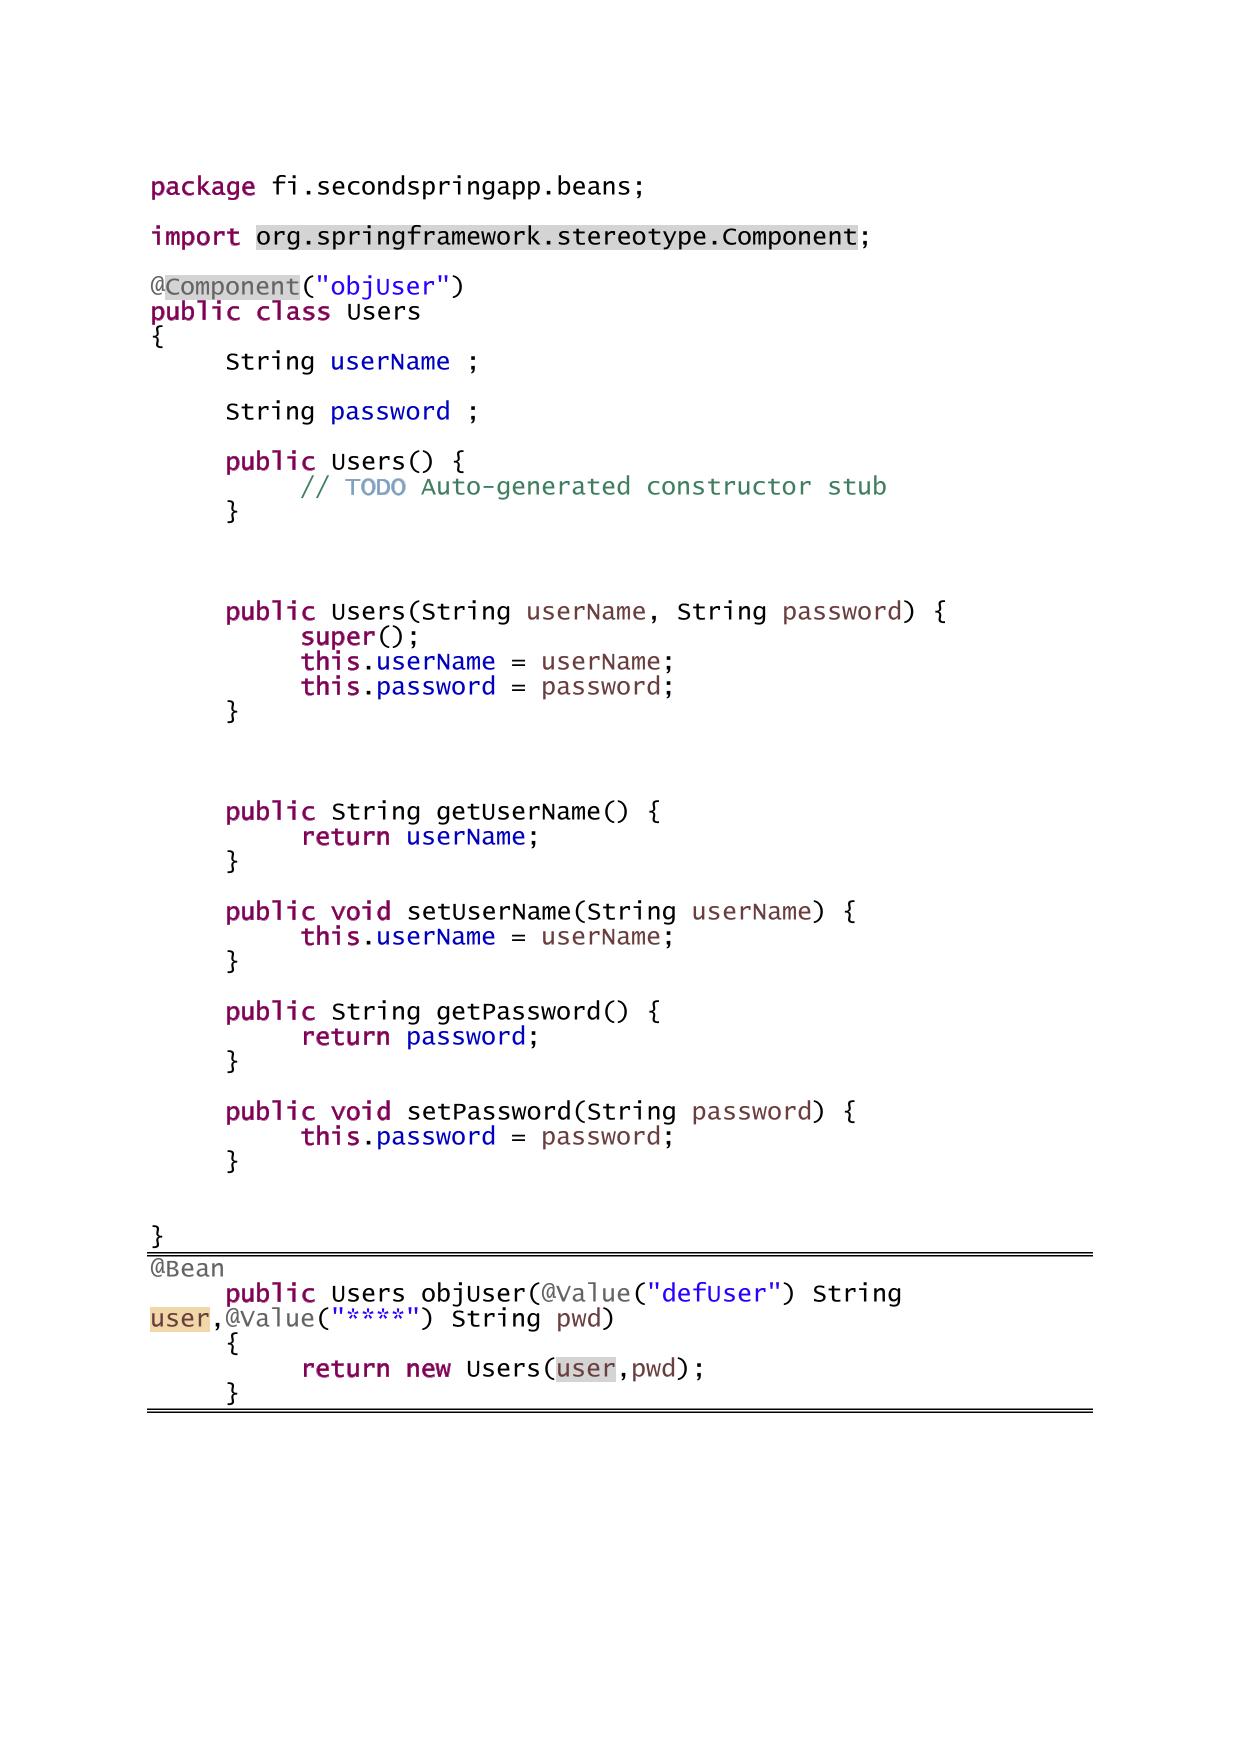 package fi.secondspringapp.beans;
import org.springframework.stereotype.Component;
@Component("objUser")
public class Users
{
String userName ;
String password ;
public Users() {
// TODO Auto-generated constructor stub
}
public Users(String userName, String password) {
super();
this.userName = userName;
this.password = password;
}
public String getUserName() {
return userName;
}
public void setUserName(String userName) {
this.userName = userName;
}
public String getPassword() {
return password;
}
public void setPassword(String password) {
this.password = password;
}
}
@Bean
public Users objUser(@Value("defUser") String
user,@Value("****") String pwd)
{
return new Users(user,pwd);
}